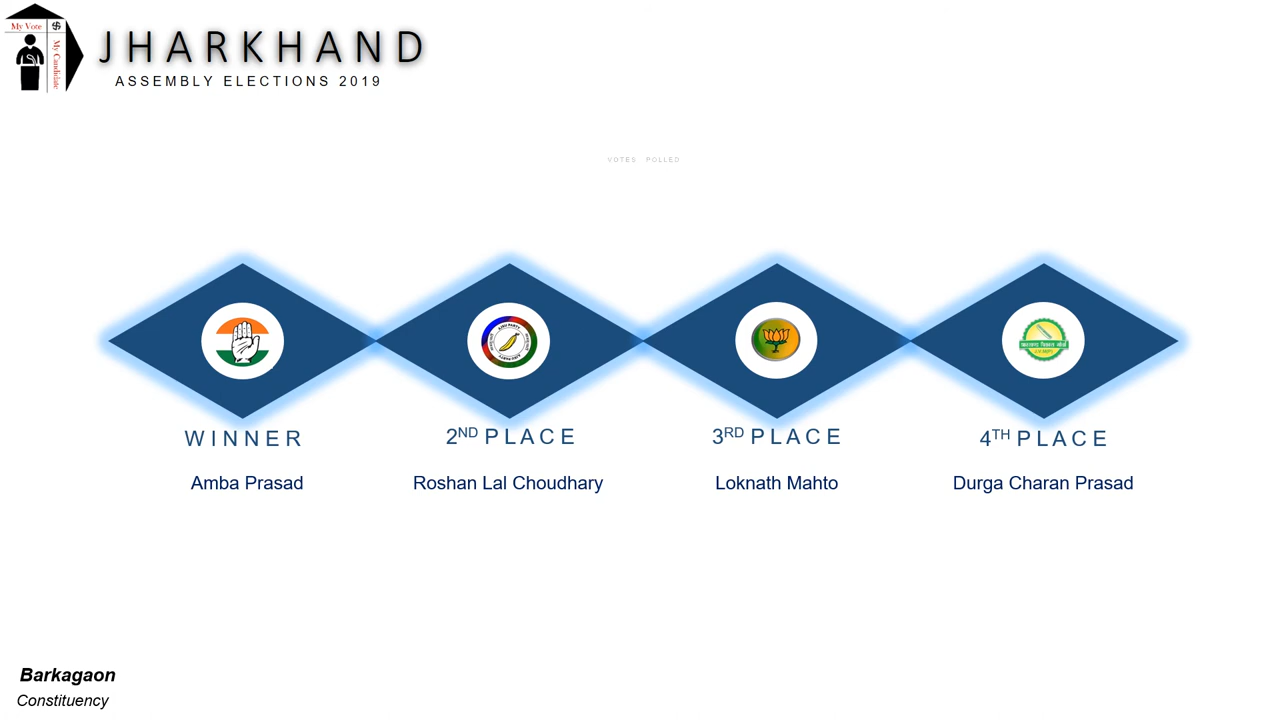 My Vote
My Candidate
JHARKHAND
ASSEMBLY ELECTIONS 2019
VOTES POLLED
WINNER
2ND PLACE
3RD PLACE
4TH PLACE
Amba Prasad
Roshan Lal Choudhary
Loknath Mahto
Durga Charan Prasad
Barkagaon
Constituency